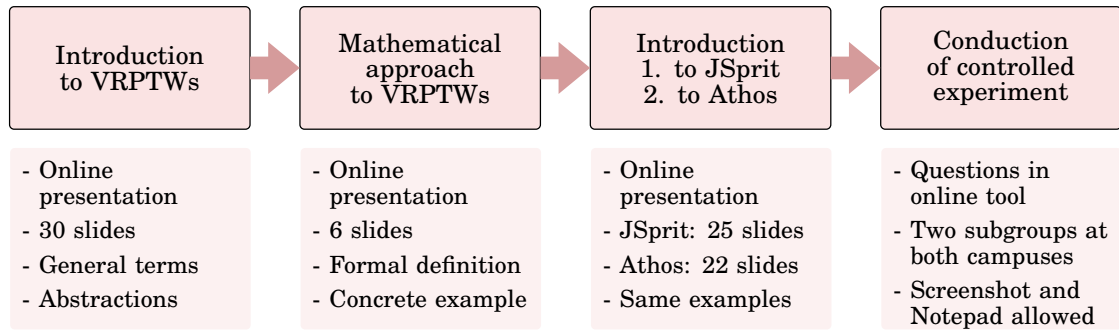 Introduction
to VRPTWs
Mathematical
approach
to VRPTWs
Introduction
1. to JSprit
2. to Athos
Conduction
of controlled
experiment
- Online
presentation
- 30 slides
- General terms
- Abstractions
- Online
presentation
- 6 slides
- Formal definition
- Concrete example
- Online
presentation
- JSprit: 25 slides
- Athos: 22 slides
- Same examples
- Questions in
online tool
- Two subgroups at
both campuses
- Screenshot and
Notepad allowed